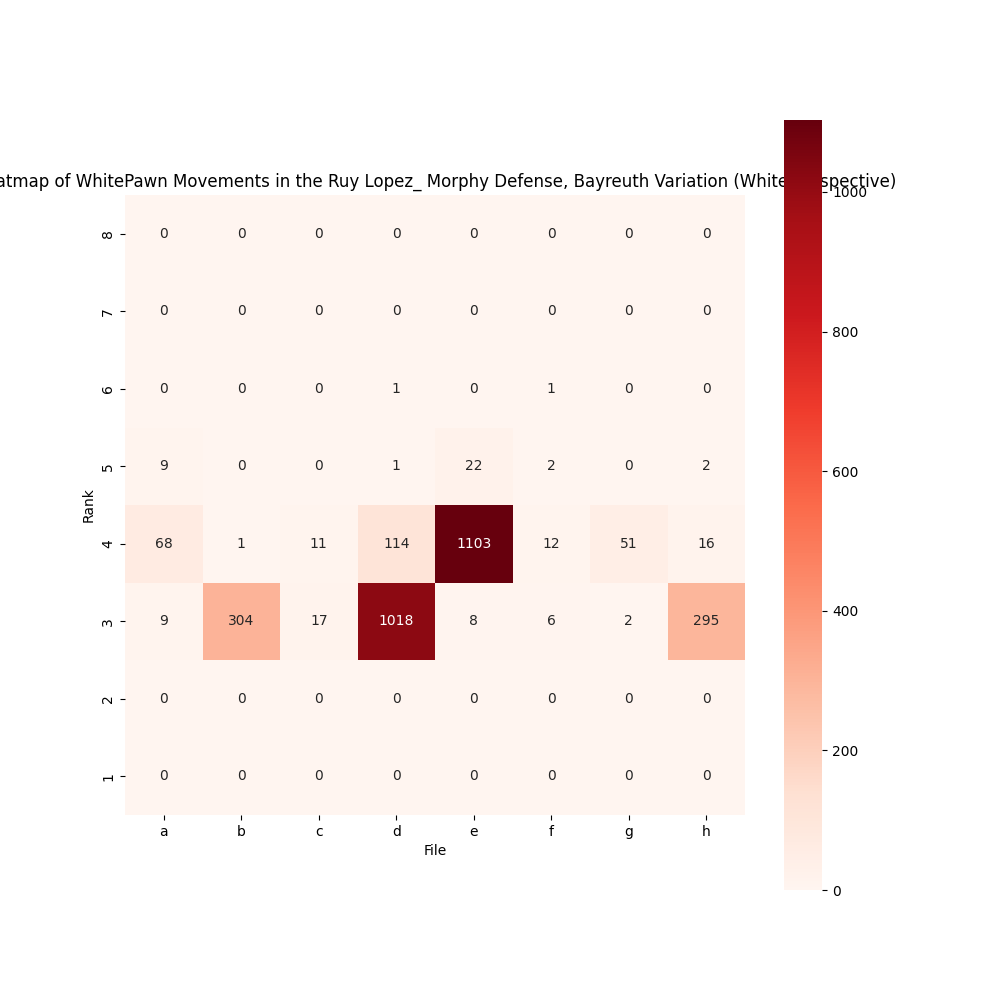 atmap of WhitePawn Movements in the Ruy Lopez_ Morphy Defense, Bayreuth Variation (White spective)
1000
800
600
400
200
0
Rank
8 0 0 0 0 0 0 0 0
7 0 0 0 0 0 0 0 0
6 0 0 0 1 0 1 0 0
5 9 0 0 1 22 2 0 2
4 68 1 11 114 1103 12 51 16
3 9 304 17 1018 8 6 2 295
2 0 0 0 0 0 0 0 0
1 0 0 0 0 0 0 0 0
a b c d e f g h
File